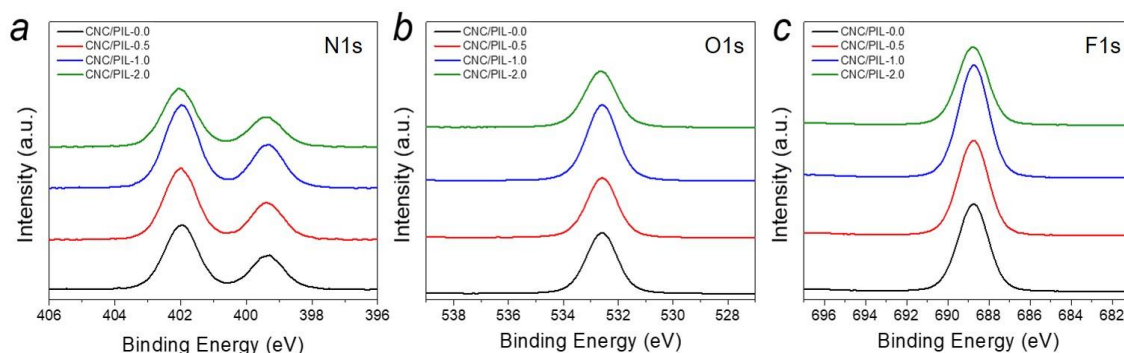 a
N1s
CNC/PIL-0.0
CNC/PIL-0.5
CNC/PIL-1.0
CNC/PIL-2.0
Intensity (a.u.)
406 404 402 400 398 396
Binding Energy (eV)
b
O1s
CNC/PIL-0.0
CNC/PIL-0.5
CNC/PIL-1.0
CNC/PIL-2.0
Intensity (a.u.)
538 536 534 532 530 528
Binding Energy (eV)
c
F1s
CNC/PIL-0.0
CNC/PIL-0.5
CNC/PIL-1.0
CNC/PIL-2.0
Intensity (a.u.)
696 694 692 690 688 686 684 682
Binding Energy (eV)